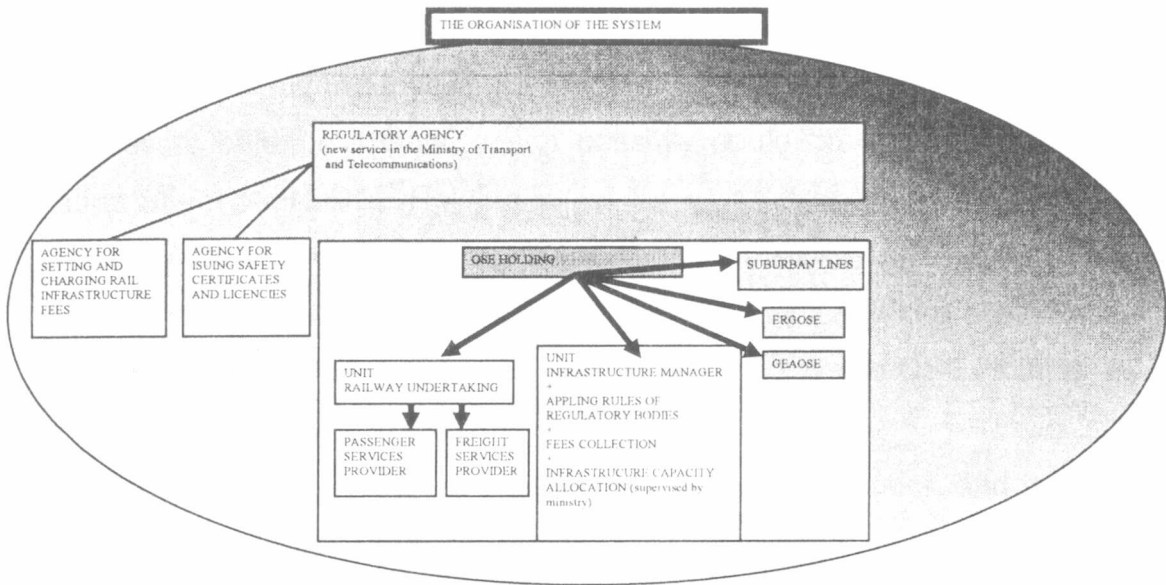 THE ORGANISATION OF THE SYSTEM
REGULATORY AGENCY
(new service in the Ministry of Transport
and Telecommunications)
AGENCY FOR
SETTING AND
CHARGING RAIL
INFRASTRUCTURE
FEES
AGENCY FOR
ISUING SAFETY
CERTIFICATES
AND LICENCIES
OSE HOLDING
SUBURBAN LINES
ERGOSE
GEAOSE
UNIT
RAILWAY UNDERTAKING
PASSENGER
SERVICES
PROVIDER
FREIGHT
SERVICES
PROVIDER
UNIT
INFRASTRUCTURE MANAGER
+
APPLING RULES OF
REGULATORY BODIES
+
FEES COLLECTION
+
INFRASTRUCURE CAPACITY
ALLOCATION (supervised by
ministry)